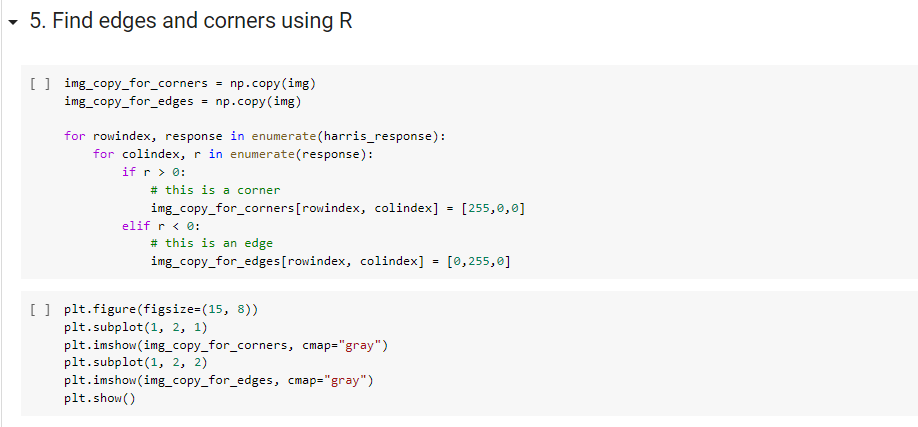 5. Find edges and corners using R
[ ] img_copy_for_corners = np.copy(img)
img_copy_for_edges = np.copy(img)
for rowindex, response in enumerate(harris_response):
for colindex, r in enumerate(response):
if r > 0:
# this is a corner
img_copy_for_corners[rowindex, colindex] = [255,0,0]
elif r < 0:
# this is an edge
img_copy_for_edges[rowindex, colindex] = [0,255,0]
[ ] plt.figure(figsize=(15, 8))
plt.subplot(1, 2, 1)
plt.imshow(img_copy_for_corners, cmap="gray")
plt.subplot(1, 2, 2)
plt.imshow(img_copy_for_edges, cmap="gray")
plt.show()